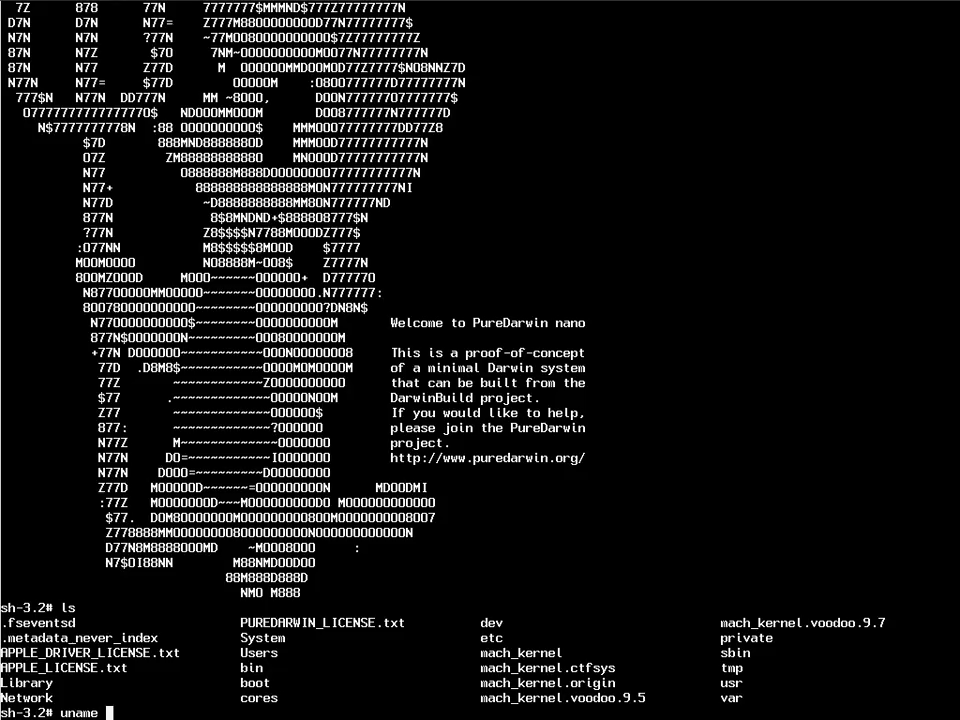 Welcome to PureDarwin nano
This is a proof-of-concept
of a minimal Darwin system
that can be built from the
DarwinBuild project.
If you would like to help,
please join the PureDarwin
project.
http://www.puredarwin.org/
sh-3.2# ls
.fseventsd PUREDARWIN_LICENSE.txt dev mach_kernel.voodoo.9.7
.metadata_never_index System etc private
APPLE_DRIVER_LICENSE.txt Users mach_kernel sbin
APPLE_LICENSE.txt bin mach_kernel.ctfsys tmp
Library boot mach_kernel.origin usr
Network cores mach_kernel.voodoo.9.5 var
sh-3.2# uname